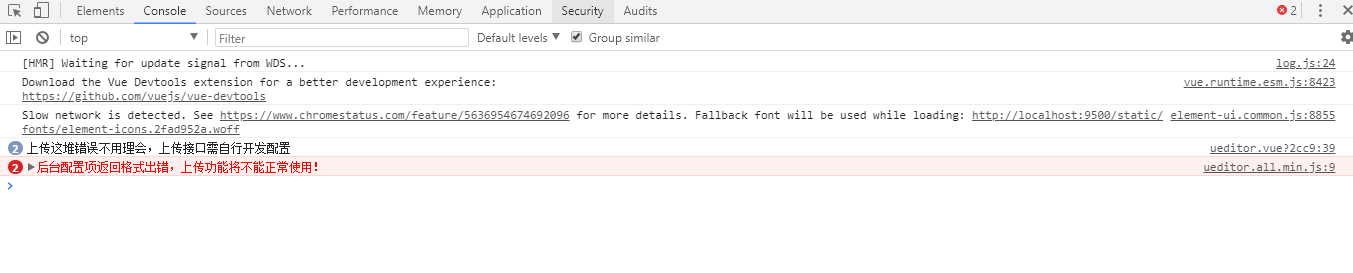 Elements Console Sources Network Performance Memory Application Security Audits 2
top Filter Default levels Group similar
[HMR] Waiting for update signal from WDS... log.js:24
Download the Vue Devtools extension for a better development experience: vue.runtime.esm.js:8423
https://github.com/vuejs/vue-devtools
Slow network is detected. See https://www.chromestatus.com/feature/5636954674692096 for more details. Fallback font will be used while loading: http://localhost:9500/static/ element-ui.common.js:8855
fonts/element-icons.2fad952a.woff
2 上传这堆错误不用理会，上传接口需自行开发配置 ueditor.vue?2cc9:39
2 后台配置项返回格式出错，上传功能将不能正常使用! ueditor.all.min.js:9